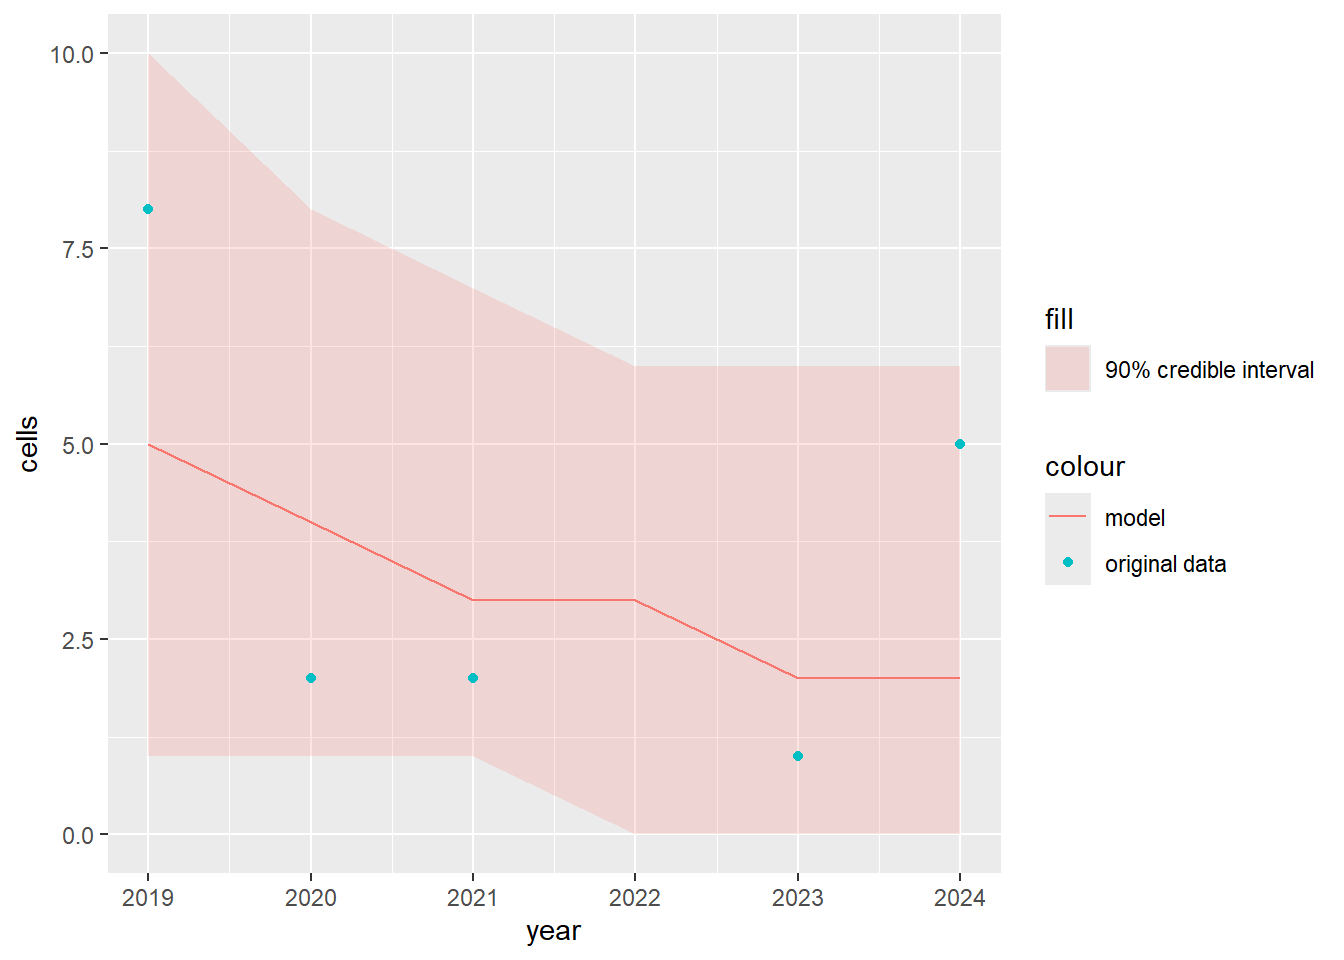 10.0
7.5
5.0
2.5
0.0
cells
2019 2020 2021 2022 2023 2024
year
fill
90% credible interval
colour
model
original data